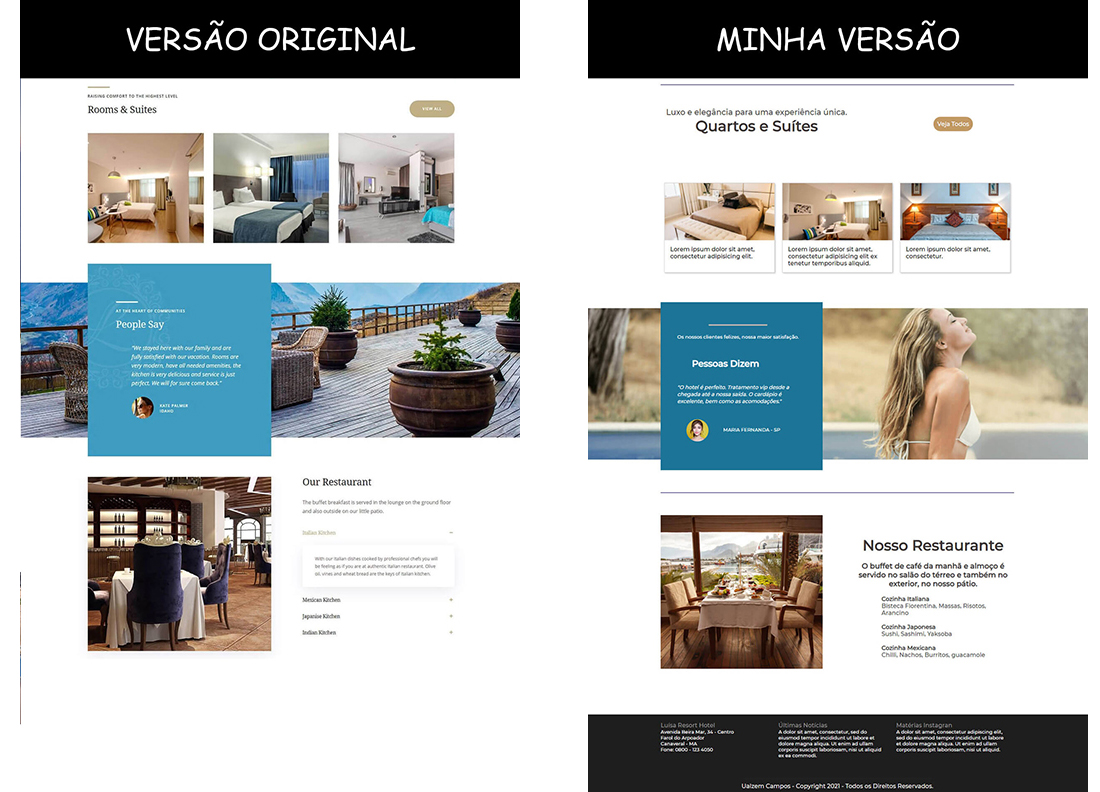 VERSÃO ORIGINAL
RAISING COMFORT TO THE HIGHEST LEVEL
Rooms & Suites
VIEW ALL
AT THE HEART OF COMMUNITIES
People Say
"We stayed here with our family and are
fully satisfied with our vacation. Rooms are
very modern, have all needed amenities, the
kitchen is very delicious and service is just
perfect. We will for sure come back."
KATE PALMER
IDAHO
Our Restaurant
The buffet breakfast is served in the lounge on the ground floor
and also outside on our little patio.
Italian Kitchen
With our Italian dishes cooked by professional chefs you will
be feeling as if you are at authentic Italian restaurant. Olive
oil, vines and wheat bread are the keys of Italian kitchen.
Mexican Kitchen
Japanise Kitchen
Indian Kitchen
MINHA VERSÃO
Luxo e elegância para uma experiência única.
Quartos e Suítes
Veja Todos
Lorem ipsum dolor sit amet,
consectetur adipisicing elit.
Lorem ipsum dolor sit amet,
consectetur adipisicing elit ex
tenetur temporibus aliquid.
Lorem ipsum dolor sit amet,
consectetur.
Os nossos clientes felizes, nossa maior satisfação.
Pessoas Dizem
"O hotel é perfeito. Tratamento vip desde a
chegada até a nossa saída. O cardápio é
excelente, bem como as acomodações."
MARIA FERNANDA - SP
Nosso Restaurante
O buffet de café da manhã e almoço é
servido no salão do térreo e também no
exterior, no nosso pátio.
Cozinha Italiana
Bisteca Fiorentina, Massas, Risotos,
Arancino
Cozinha Japonesa
Sushi, Sashimi, Yaksoba
Cozinha Mexicana
Chilli, Nachos, Burritos, guacamole
Luísa Resort Hotel
Avenida Beira Mar, 34 - Centro
Farol do Arpoador
Canaveral - MA
Fone: 0800 - 123 4050
Últimas Notícias
A dolor sit amet, consectetur, sed do
eiusmod tempor incididunt ut labore et
dolore magna aliqua. Ut enim ad ullam
corporis suscipit laboriosam, nisi ut aliquid
ex ea commodi.
Matérias Instagran
A dolor sit amet, consectetur adipiscing elit,
sed do eiusmod tempor incididunt ut labore
et dolore magna aliqua. Ut enim ad ullam
corporis suscipit laboriosam, nisi ut aliquid.
Ualzem Campos - Copyright 2021 - Todos os Direitos Reservados.